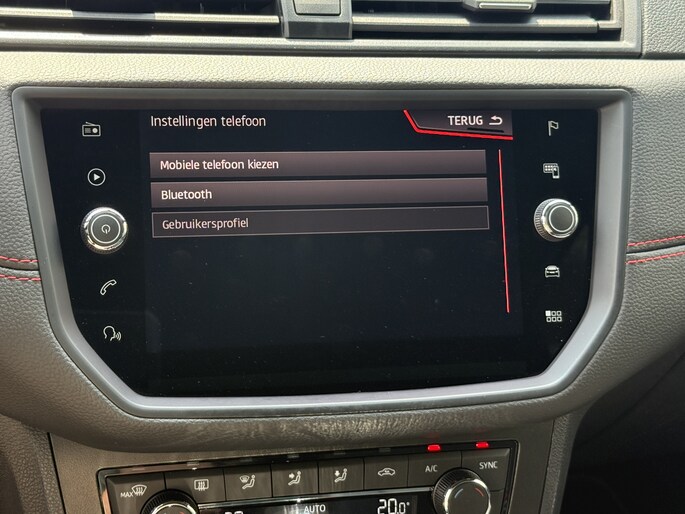 Instellingen telefoon
TERUG
Mobiele telefoon kiezen
Bluetooth
Gebruikersprofiel
MAX
A/C
SYNC
AUTO
20.0